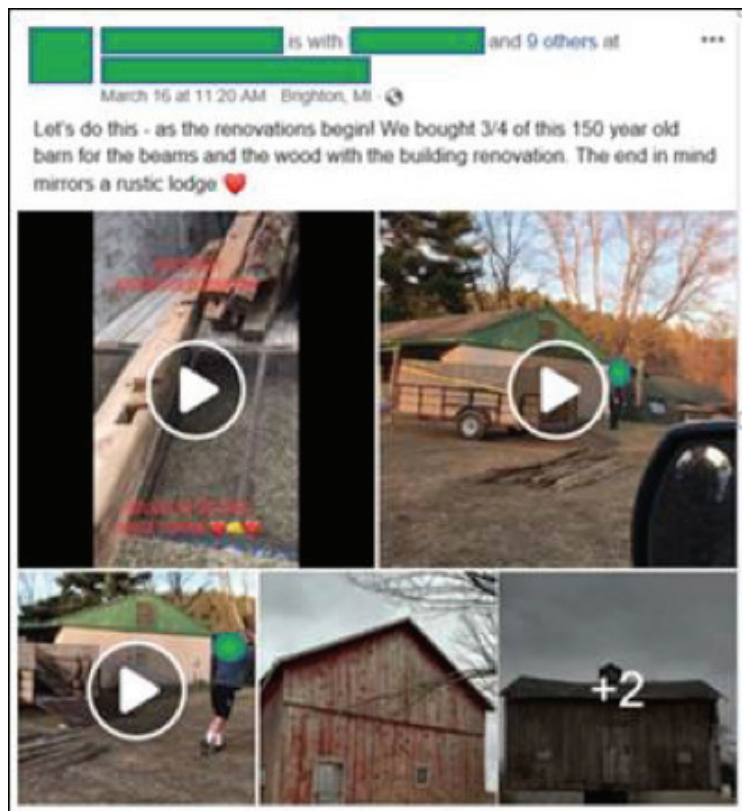 is with and 9 others at
March 16 at 11:20 AM · Brighton, MI ·
Let's do this - as the renovations begin! We bought 3/4 of this 150 year old
barn for the beams and the wood with the building renovation. The end in mind
mirrors a rustic lodge ❤️
+2